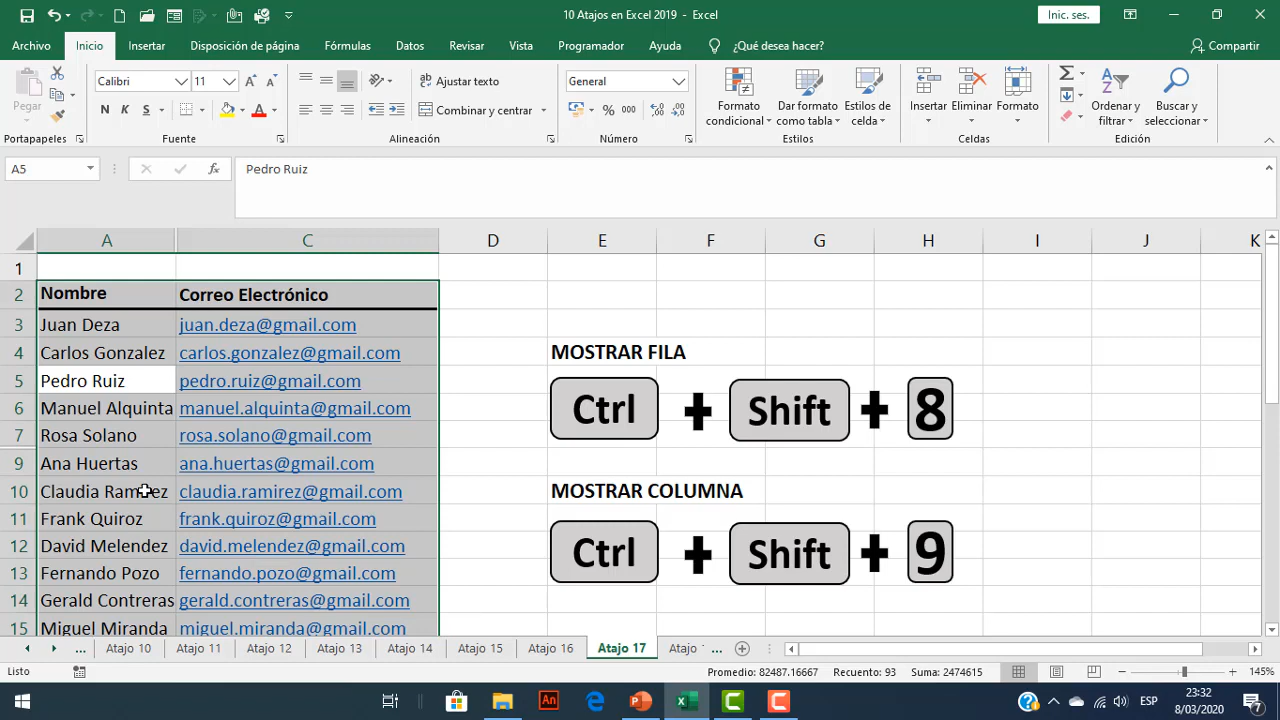 10 Atajos en Excel 2019 - Excel
Inic. ses.
Archivo Inicio Insertar Disposición de página Fórmulas Datos Revisar Vista Programador Ayuda ¿Qué desea hacer? Compartir
Pegar
Calibri 11
N K S
A
Ajustar texto
Combinar y centrar
General
% 000
Formato condicional
Dar formato como tabla
Estilos de celda
Insertar
Eliminar
Formato
Ordenar y filtrar
Buscar y seleccionar
Portapapeles Fuente Alineación Número Estilos Celdas Edición
A5 fx Pedro Ruiz
A C D E F G H I J K
1
2 Nombre Correo Electrónico
3 Juan Deza juan.deza@gmail.com
4 Carlos Gonzalez carlos.gonzalez@gmail.com MOSTRAR FILA
5 Pedro Ruiz pedro.ruiz@gmail.com
6 Manuel Alquinta manuel.alquinta@gmail.com Ctrl + Shift + 8
7 Rosa Solano rosa.solano@gmail.com
9 Ana Huertas ana.huertas@gmail.com
10 Claudia Ramirez claudia.ramirez@gmail.com MOSTRAR COLUMNA
11 Frank Quiroz frank.quiroz@gmail.com
12 David Melendez david.melendez@gmail.com Ctrl + Shift + 9
13 Fernando Pozo fernando.pozo@gmail.com
14 Gerald Contreras gerald.contreras@gmail.com
15 Miguel Miranda miguel.miranda@gmail.com
... Atajo 10 Atajo 11 Atajo 12 Atajo 13 Atajo 14 Atajo 15 Atajo 16 Atajo 17 Atajo ...
Listo Promedio: 82487.16667 Recuento: 93 Suma: 2474615 145%
An ESP 23:32
8/03/2020 7